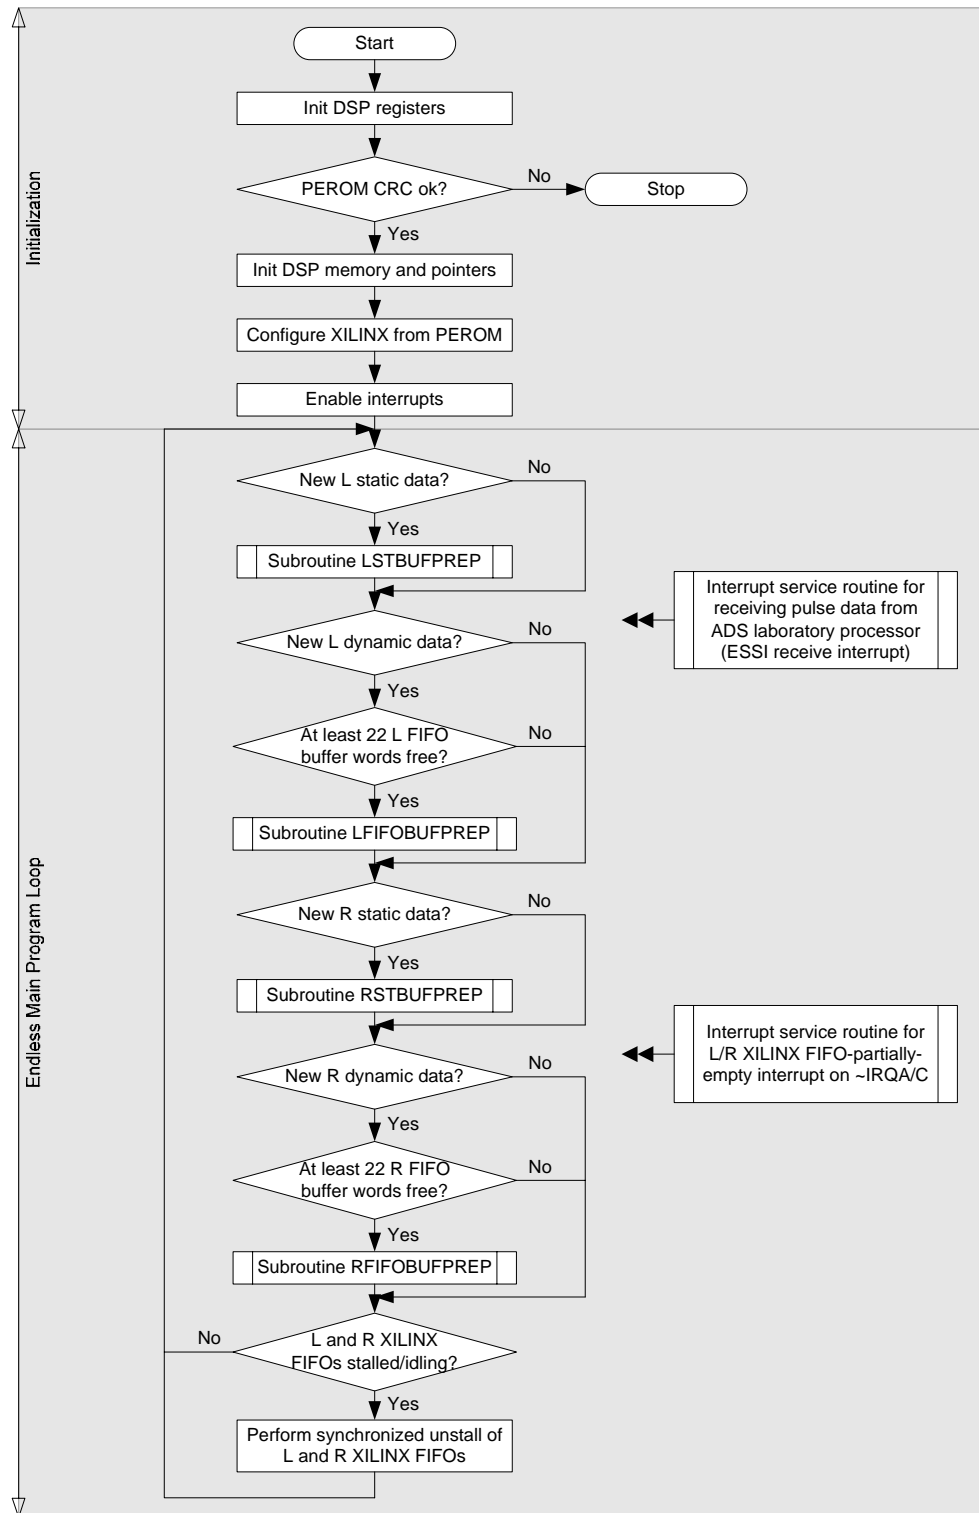 Start
Init DSP registers
PEROM CRC ok?
No
Stop
Yes
Init DSP memory and pointers
Configure XILINX from PEROM
Enable interrupts
Initialization
New L static data?
No
Yes
Subroutine LSTBUFPREP
New L dynamic data?
No
Yes
At least 22 L FIFO
buffer words free?
No
Yes
Subroutine LFIFOBUFPREP
New R static data?
No
Yes
Subroutine RSTBUFPREP
New R dynamic data?
No
Yes
At least 22 R FIFO
buffer words free?
No
Yes
Subroutine RFIFOBUFPREP
L and R XILINX
FIFOs stalled/idling?
No
Yes
Perform synchronized unstall of
L and R XILINX FIFOs
Endless Main Program Loop
Interrupt service routine for
receiving pulse data from
ADS laboratory processor
(ESSI receive interrupt)
Interrupt service routine for
L/R XILINX FIFO-partially-
empty interrupt on ~IRQA/C